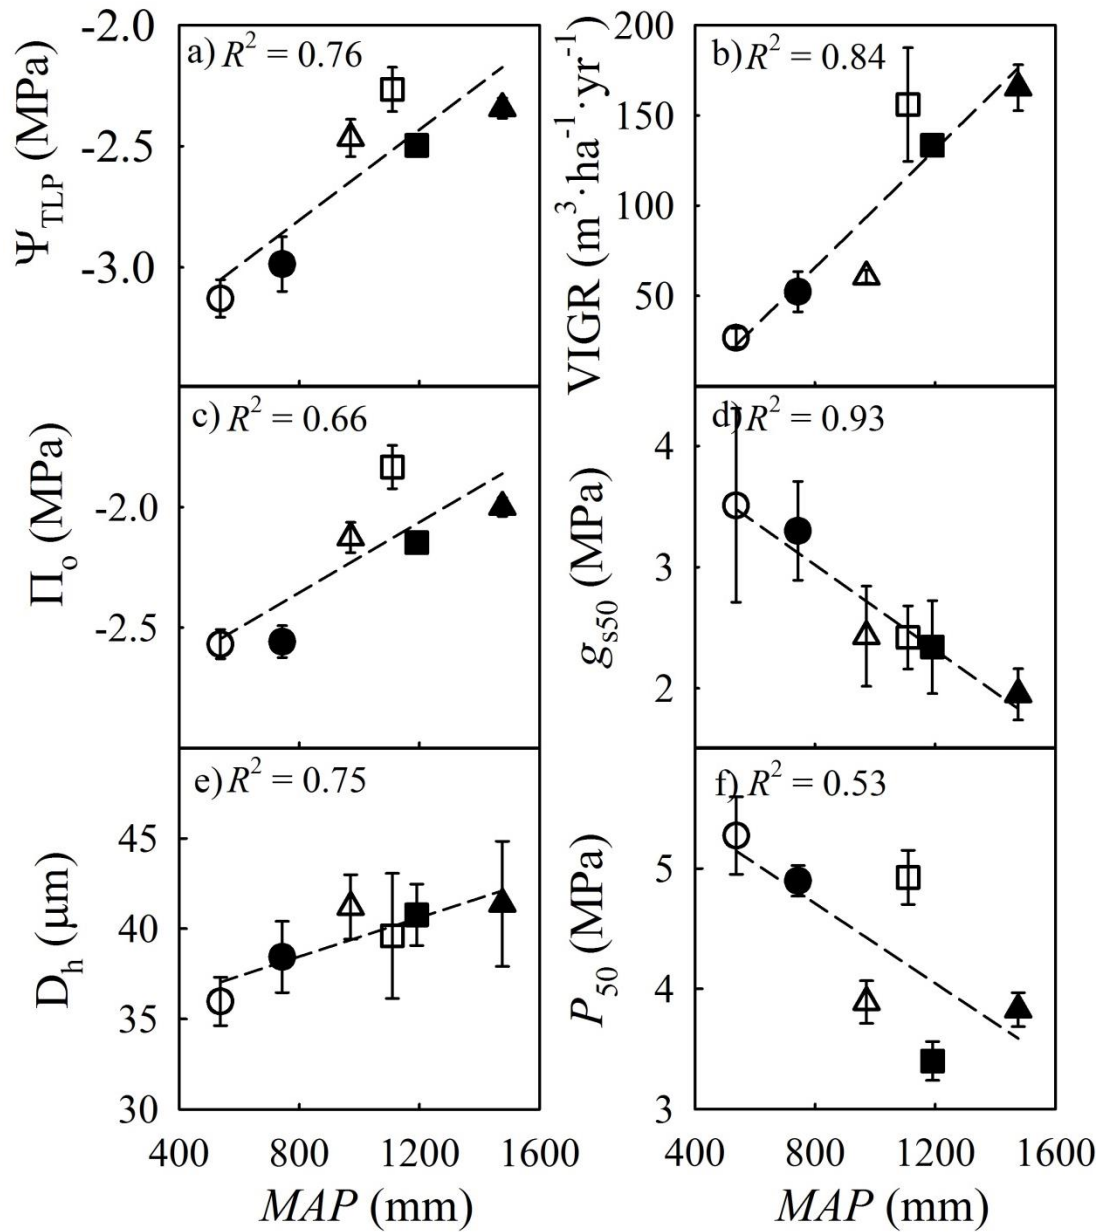 a) R² = 0.76
Ψ_TLP (MPa)
-2.0
-2.5
-3.0
b) R² = 0.84
VIGR (m³·ha⁻¹·yr⁻¹)
200
150
100
50
c) R² = 0.66
Π_o (MPa)
-2.0
-2.5
d) R² = 0.93
g_s50 (MPa)
4
3
2
e) R² = 0.75
D_h (μm)
45
40
35
30
400 800 1200 1600
MAP (mm)
f) R² = 0.53
P_50 (MPa)
5
4
3
400 800 1200 1600
MAP (mm)